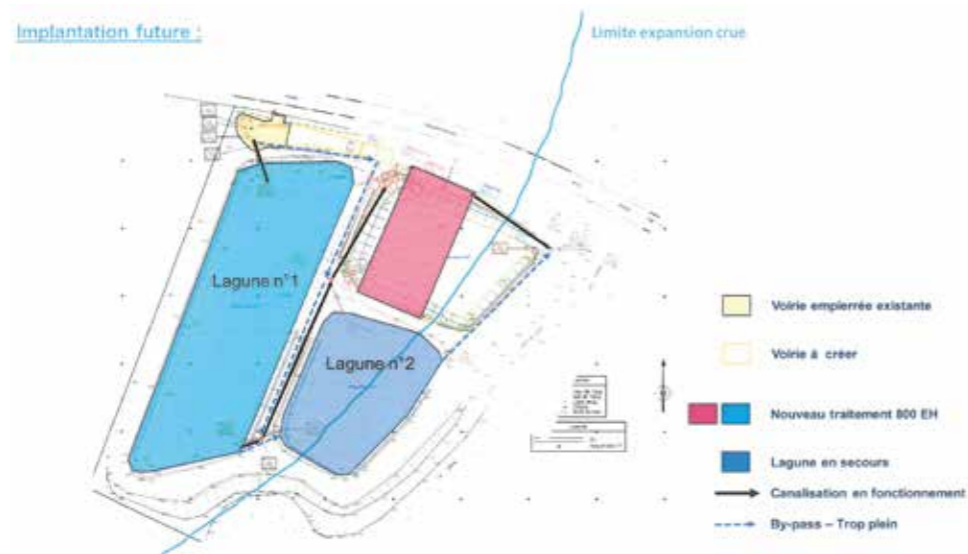 Implantation future :
Limite expansion crue
Lagune n°1
Lagune n°2
Voirie empierrée existante
Voirie à créer
Nouveau traitement 800 EH
Lagune en secours
Canalisation en fonctionnement
By-pass – Trop plein